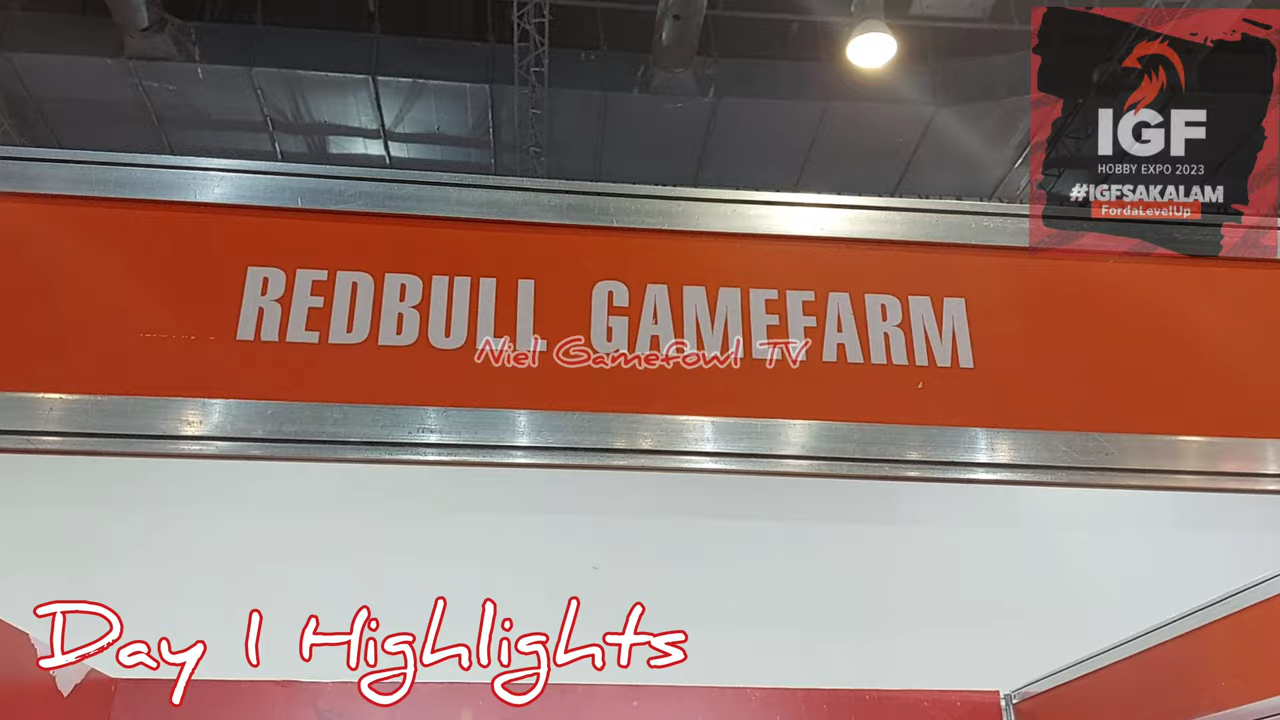 IGF
HOBBY EXPO 2023
#IGFSAKALAM
FordaLevelUp
REDBULL GAMEFARM
Niel Gamefowl TV
Day 1 Highlights